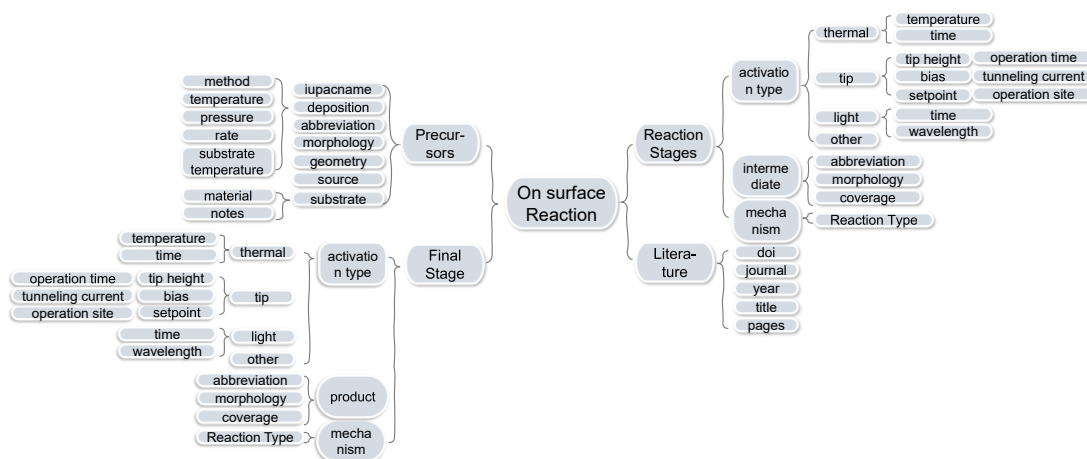 On surface
Reaction
Precur-
sors
iupacname
deposition
abbreviation
morphology
geometry
source
substrate
method
temperature
pressure
rate
substrate
temperature
material
notes
Final
Stage
activatio
n type
thermal
temperature
time
tip
tip height
bias
setpoint
operation time
tunneling current
operation site
light
time
wavelength
other
product
abbreviation
morphology
coverage
mecha
nism
Reaction Type
Reaction
Stages
activatio
n type
thermal
temperature
time
tip
tip height
operation time
bias
tunneling current
setpoint
operation site
light
time
wavelength
other
interme
diate
abbreviation
morphology
coverage
mecha
nism
Reaction Type
Litera-
ture
doi
journal
year
title
pages